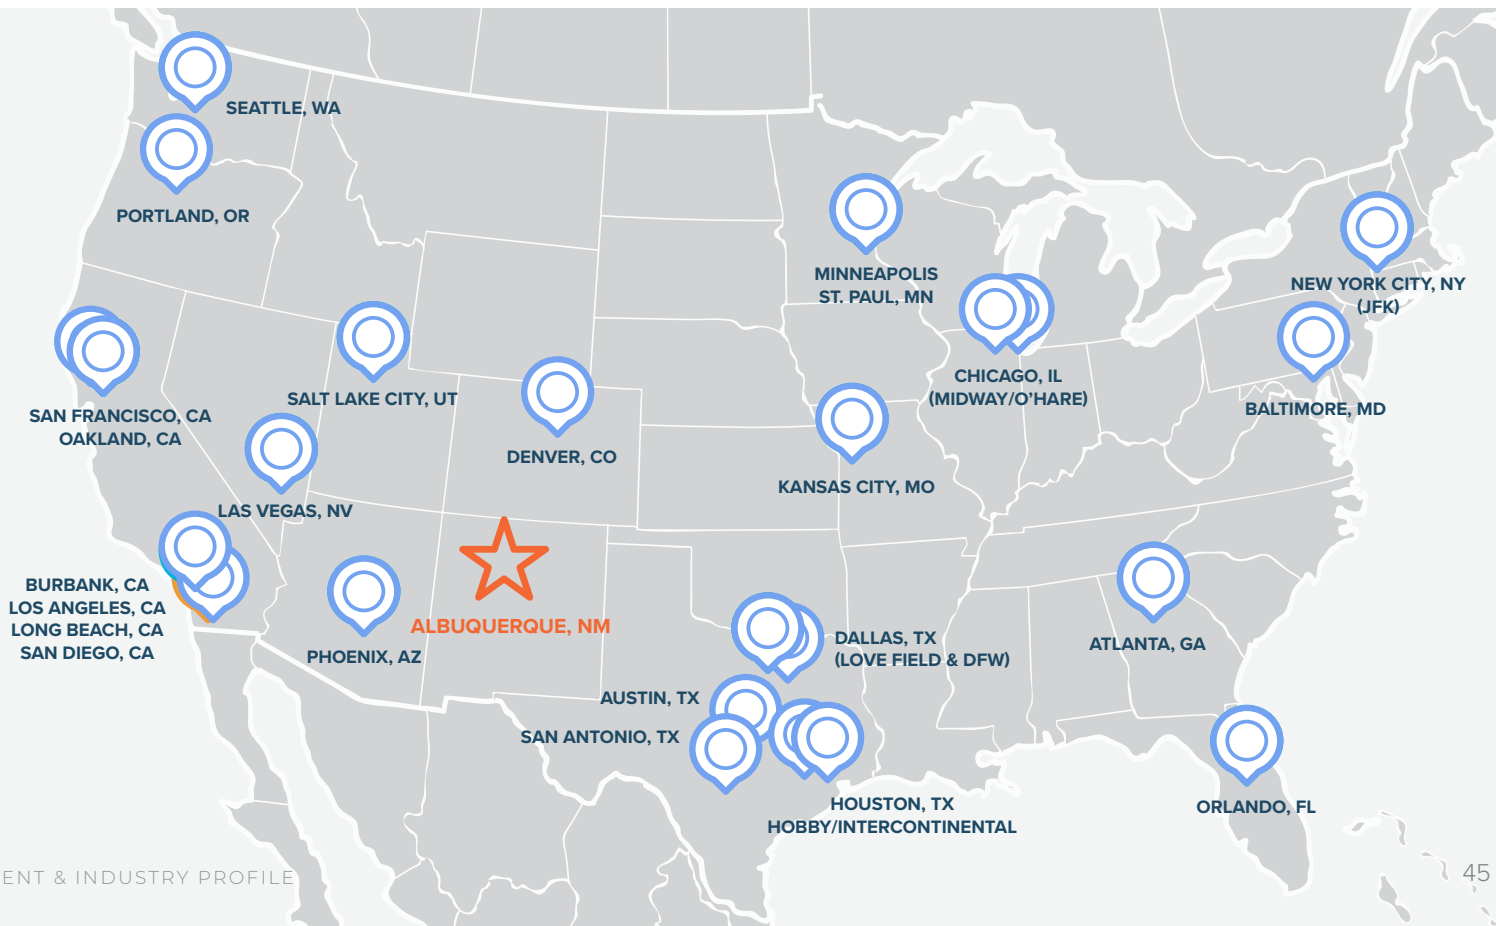 SEATTLE, WA
PORTLAND, OR
MINNEAPOLIS
ST. PAUL, MN
NEW YORK CITY, NY
(JFK)
CHICAGO, IL
(MIDWAY/O'HARE)
SALT LAKE CITY, UT
BALTIMORE, MD
SAN FRANCISCO, CA
OAKLAND, CA
DENVER, CO
KANSAS CITY, MO
LAS VEGAS, NV
BURBANK, CA
LOS ANGELES, CA
LONG BEACH, CA
SAN DIEGO, CA
ALBUQUERQUE, NM
PHOENIX, AZ
DALLAS, TX
(LOVE FIELD & DFW)
ATLANTA, GA
AUSTIN, TX
SAN ANTONIO, TX
HOUSTON, TX
HOBBY/INTERCONTINENTAL
ORLANDO, FL
ENT & INDUSTRY PROFILE
45